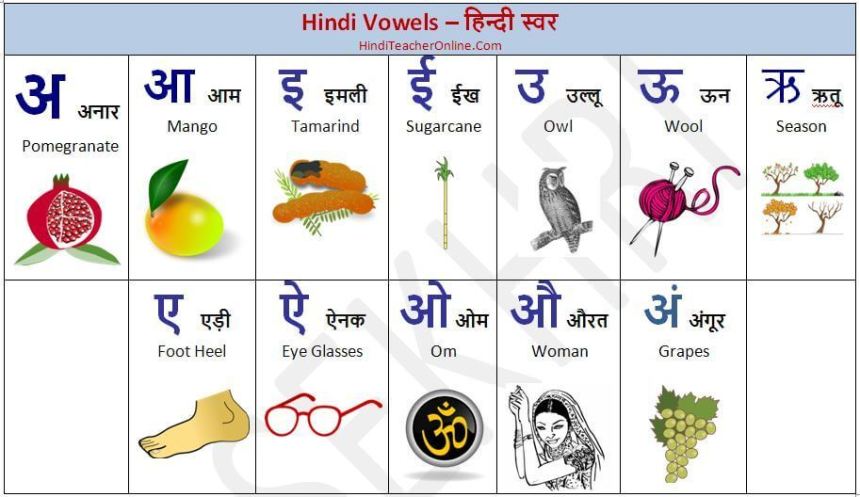 Hindi Vowels – हिन्दी स्वर
HindiTeacherOnline.Com
अ अनार
Pomegranate
आ आम
Mango
इ इमली
Tamarind
ई ईख
Sugarcane
उ उल्लू
Owl
ऊ ऊन
Wool
ऋ ऋतू
Season
ए एड़ी
Foot Heel
ऐ ऐनक
Eye Glasses
ओ ओम
Om
ॐ
औ औरत
Woman
अं अंगूर
Grapes
SEKHRI